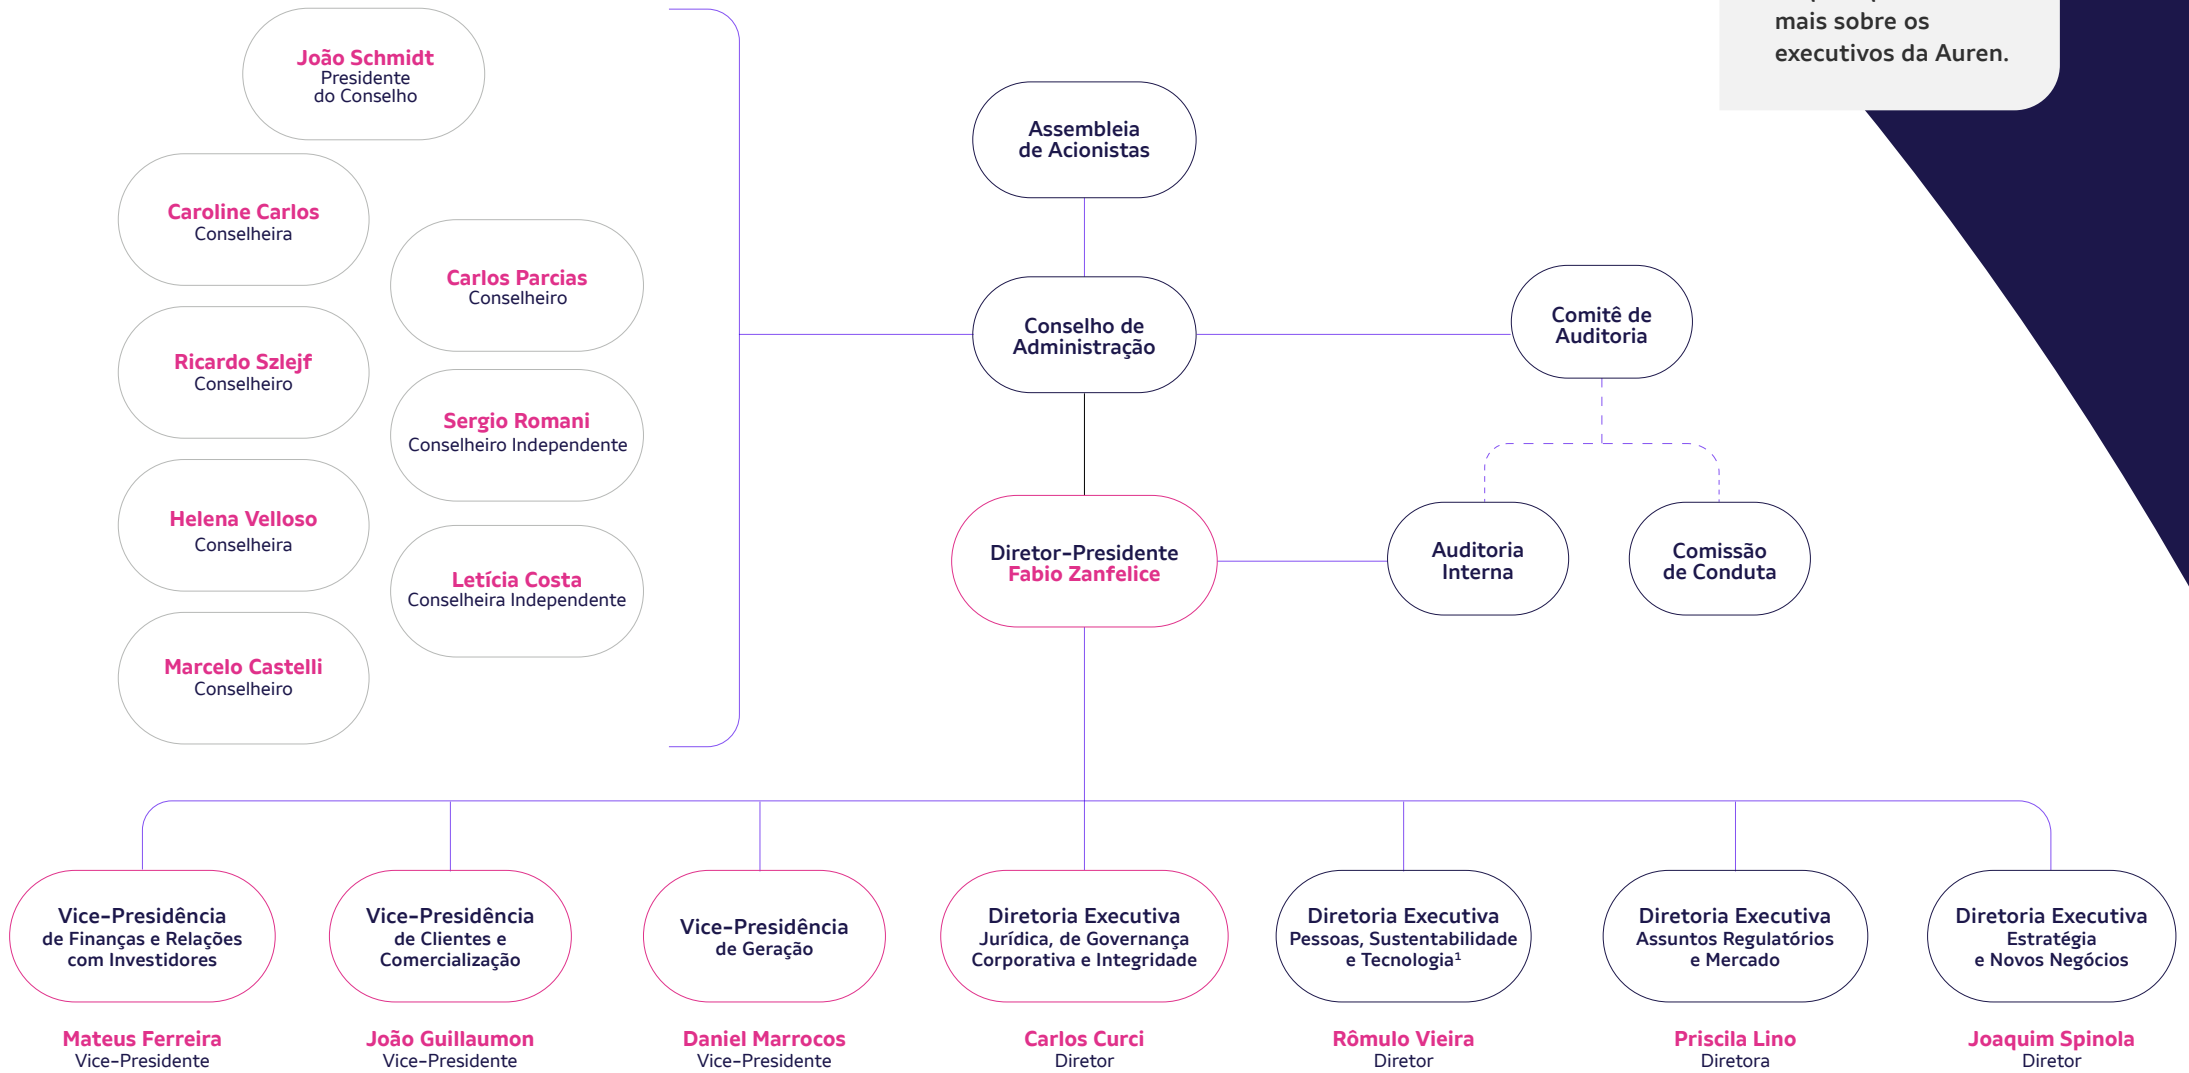 mais sobre os
executivos da Auren.
João Schmidt
Presidente
do Conselho
Caroline Carlos
Conselheira
Carlos Parcias
Conselheiro
Ricardo Szlejf
Conselheiro
Sergio Romani
Conselheiro Independente
Helena Velloso
Conselheira
Letícia Costa
Conselheira Independente
Marcelo Castelli
Conselheiro
Assembleia
de Acionistas
Conselho de
Administração
Comitê de
Auditoria
Diretor-Presidente
Fabio Zanfelice
Auditoria
Interna
Comissão
de Conduta
Vice-Presidência
de Finanças e Relações
com Investidores
Mateus Ferreira
Vice-Presidente
Vice-Presidência
de Clientes e
Comercialização
João Guillaumon
Vice-Presidente
Vice-Presidência
de Geração
Daniel Marrocos
Vice-Presidente
Diretoria Executiva
Jurídica, de Governança
Corporativa e Integridade
Carlos Curci
Diretor
Diretoria Executiva
Pessoas, Sustentabilidade
e Tecnologia¹
Rômulo Vieira
Diretor
Diretoria Executiva
Assuntos Regulatórios
e Mercado
Priscila Lino
Diretora
Diretoria Executiva
Estratégia
e Novos Negócios
Joaquim Spinola
Diretor